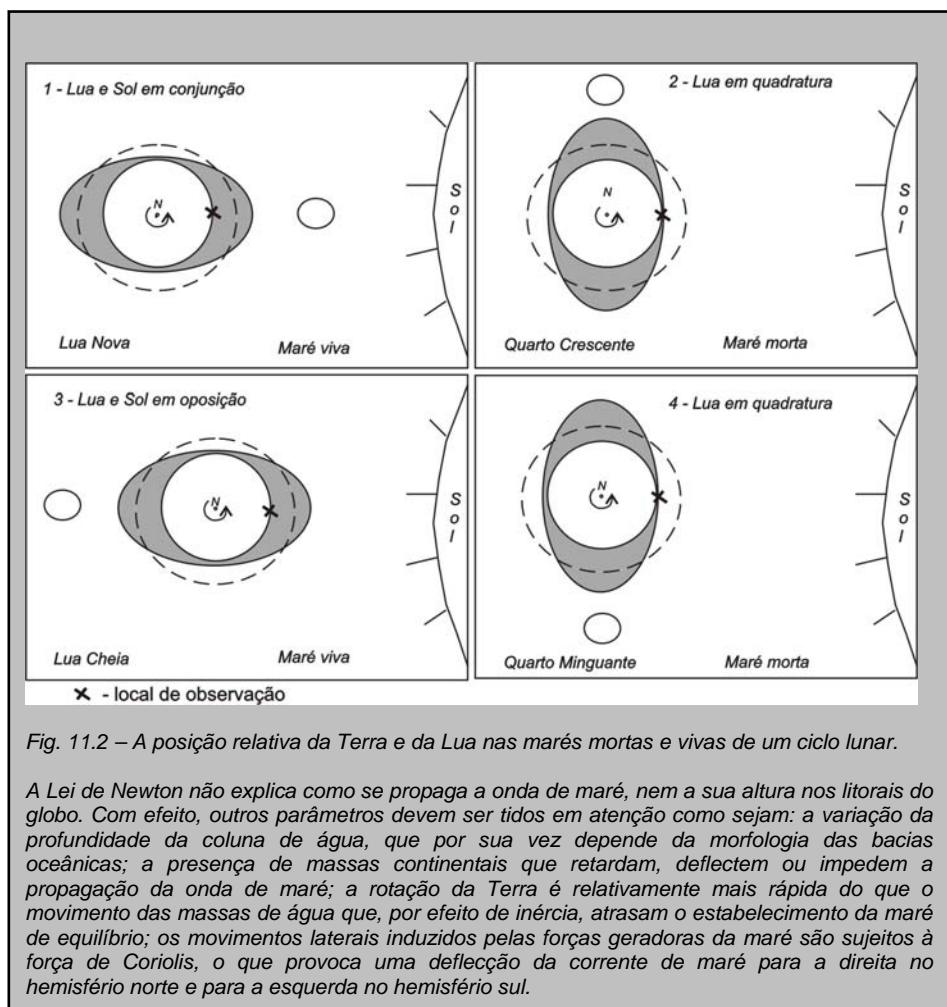 1 - Lua e Sol em conjunção
N
Sol
Lua Nova
Maré viva
2 - Lua em quadratura
N
Sol
Quarto Crescente
Maré morta
3 - Lua e Sol em oposição
N
Sol
Lua Cheia
Maré viva
4 - Lua em quadratura
N
Sol
Quarto Minguante
Maré morta
x - local de observação
Fig. 11.2 – A posição relativa da Terra e da Lua nas marés mortas e vivas de um ciclo lunar.
A Lei de Newton não explica como se propaga a onda de maré, nem a sua altura nos litorais do
globo. Com efeito, outros parâmetros devem ser tidos em atenção como sejam: a variação da
profundidade da coluna de água, que por sua vez depende da morfologia das bacias
oceânicas; a presença de massas continentais que retardam, deflectem ou impedem a
propagação da onda de maré; a rotação da Terra é relativamente mais rápida do que o
movimento das massas de água que, por efeito de inércia, atrasam o estabelecimento da maré
de equilíbrio; os movimentos laterais induzidos pelas forças geradoras da maré são sujeitos à
força de Coriolis, o que provoca uma deflecção da corrente de maré para a direita no
hemisfério norte e para a esquerda no hemisfério sul.